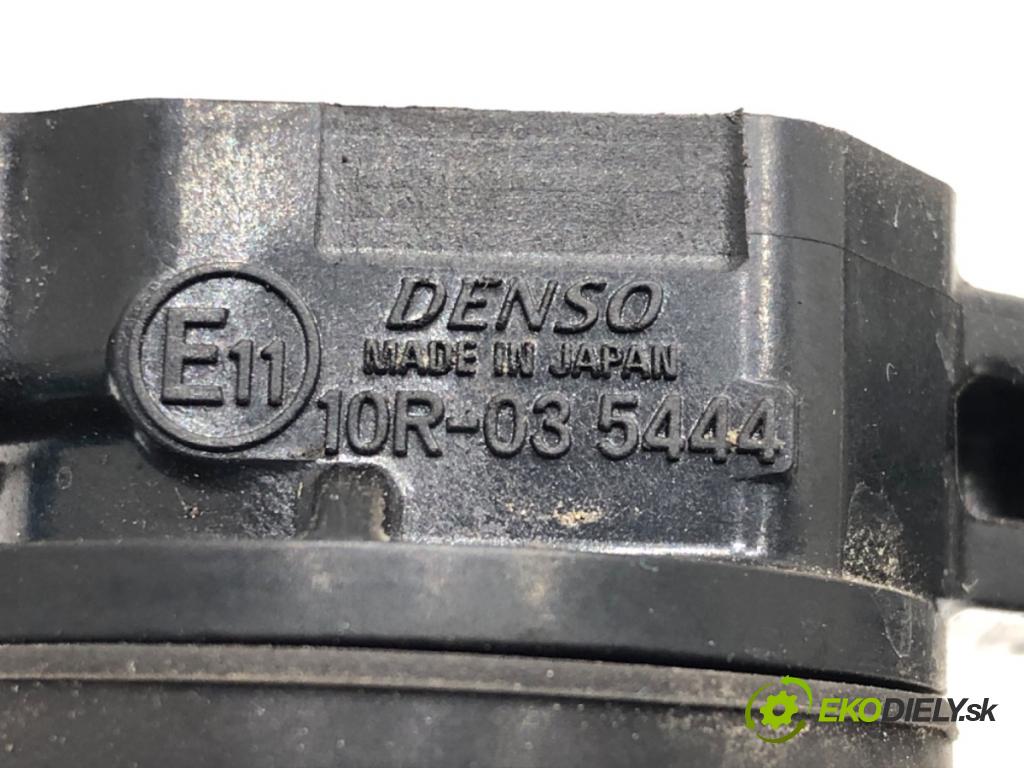 DENSO
MADE IN JAPAN
E11
10R-03 5444
EKODIELY.sk